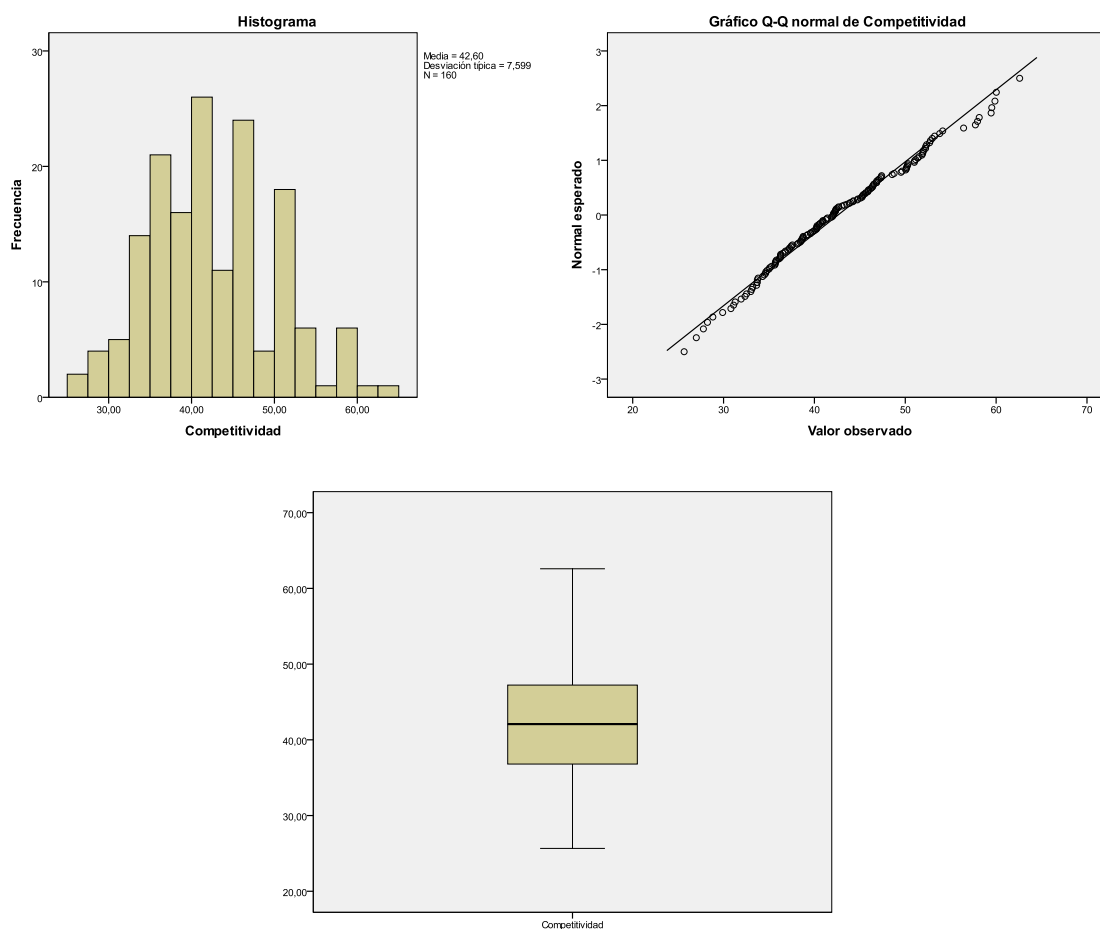 Histograma
Media = 42,60
Desviación típica = 7,599
N = 160
Frecuencia
30
20
10
0
30,00 40,00 50,00 60,00
Competitividad
Gráfico Q-Q normal de Competitividad
Normal esperado
3
2
1
0
-1
-2
-3
20 30 40 50 60 70
Valor observado
70,00
60,00
50,00
40,00
30,00
20,00
Competitividad